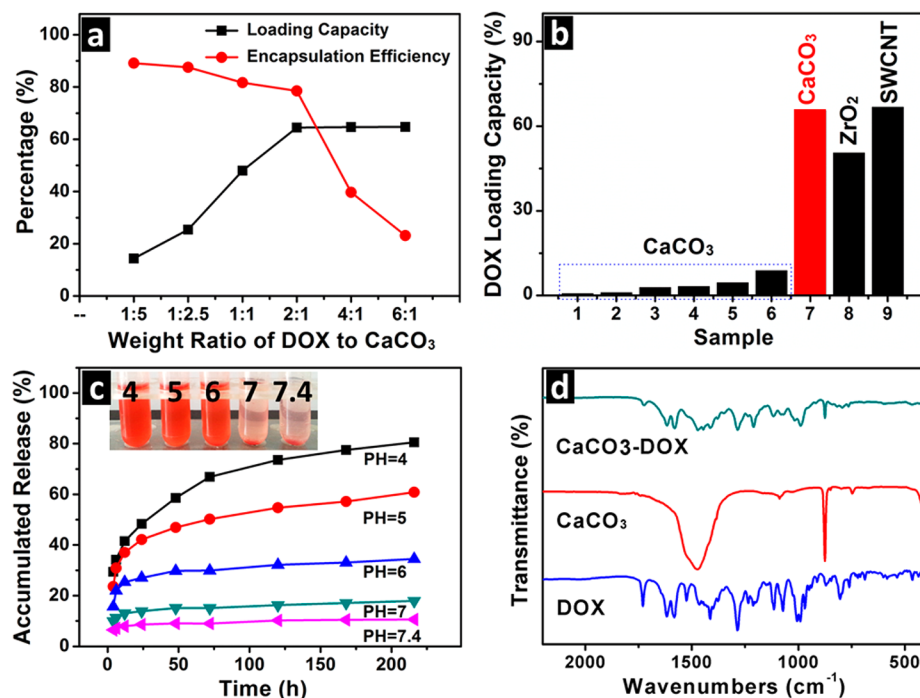 a
Loading Capacity
Encapsulation Efficiency
100
80
60
40
20
0
Percentage (%)
-- 1:5 1:2.5 1:1 2:1 4:1 6:1
Weight Ratio of DOX to CaCO₃
b
90
60
30
0
DOX Loading Capacity (%)
CaCO₃
CaCO₃
ZrO₂
SWCNT
1 2 3 4 5 6 7 8 9
Sample
c
4 5 6 7 7.4
100
80
60
40
20
0
Accumulated Release (%)
PH=4
PH=5
PH=6
PH=7
PH=7.4
0 50 100 150 200
Time (h)
d
Transmittance (%)
CaCO3-DOX
CaCO₃
DOX
2000 1500 1000 500
Wavenumbers (cm⁻¹)